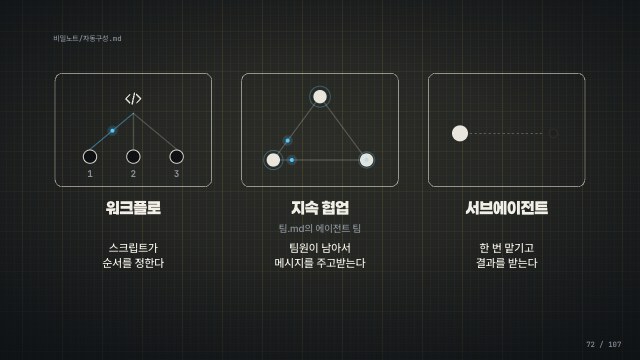 비밀노트/자동구성.md
</>
1 2 3
워크플로
스크립트가
순서를 정한다
지속 협업
팀.md의 에이전트 팀
팀원이 남아서
메시지를 주고받는다
서브에이전트
한 번 맡기고
결과를 받는다
72 / 107